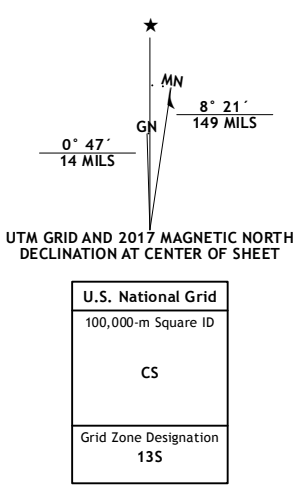 ★
MN
GN
8° 21´
149 MILS
0° 47´
14 MILS
UTM GRID AND 2017 MAGNETIC NORTH
DECLINATION AT CENTER OF SHEET
U.S. National Grid
100,000-m Square ID
CS
Grid Zone Designation
13S